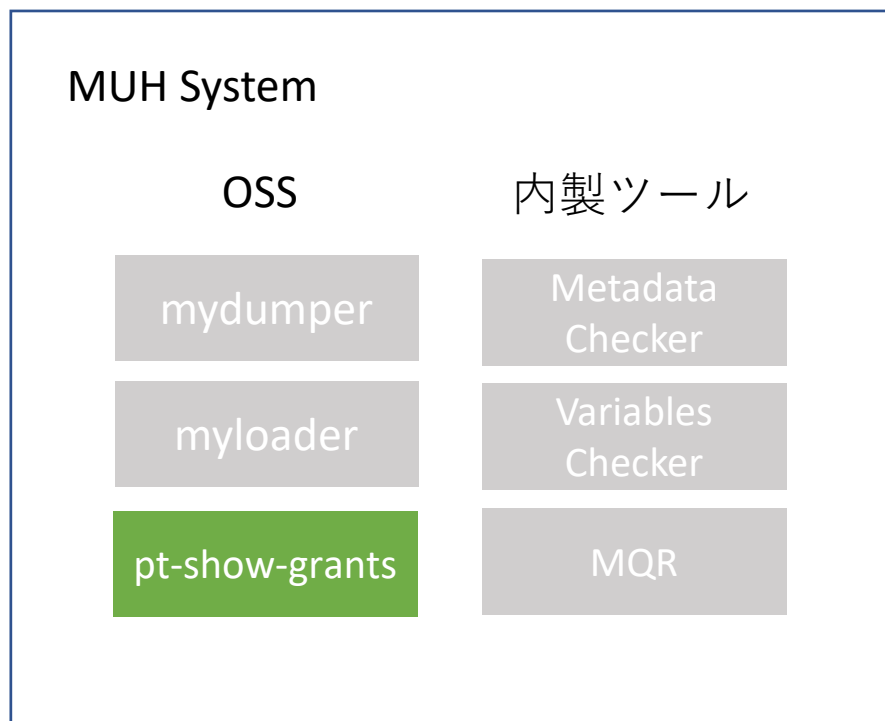 MUH System
OSS
mydumper
myloader
pt-show-grants
内製ツール
Metadata
Checker
Variables
Checker
MQR